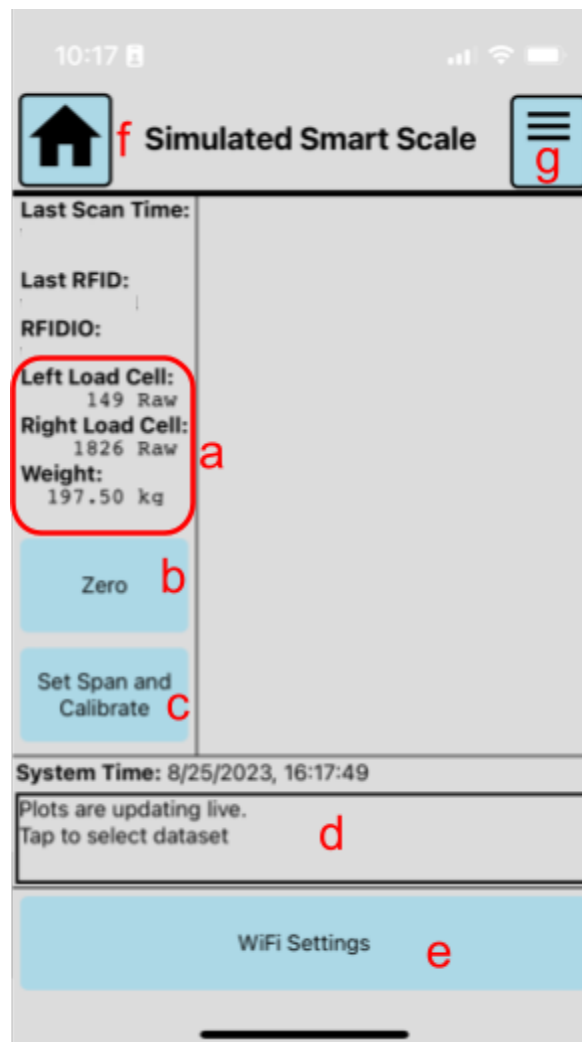 10:17
f Simulated Smart Scale
g
Last Scan Time:
Last RFID:
RFIDIO:
Left Load Cell:
149 Raw
Right Load Cell:
1826 Raw
a
Weight:
197.50 kg
Zero b
Set Span and
Calibrate c
System Time: 8/25/2023, 16:17:49
Plots are updating live.
Tap to select dataset
d
WiFi Settings e